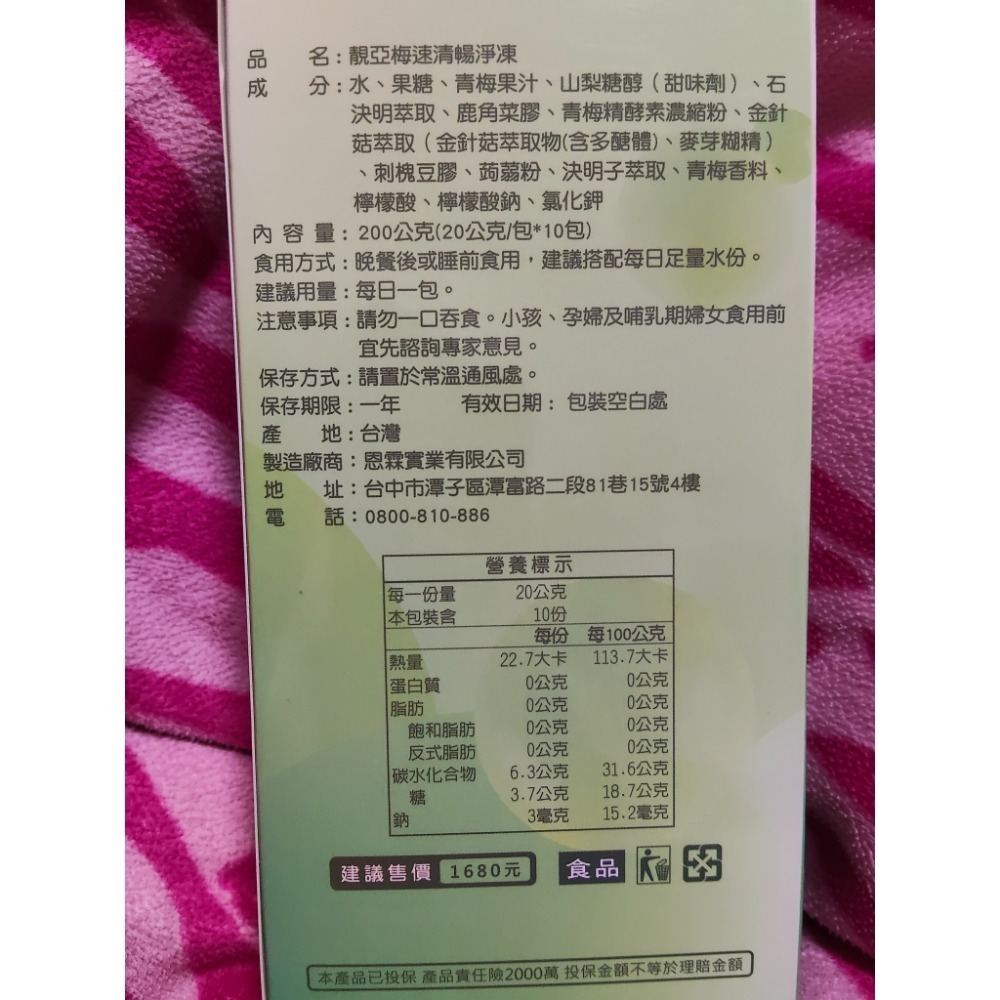 品　　名：靚亞梅速清暢淨凍
成　　分：水、果糖、青梅果汁、山梨糖醇（甜味劑）、石
決明萃取、鹿角菜膠、青梅精酵素濃縮粉、金針
菇萃取（金針菇萃取物(含多醣體)、麥芽糊精）
、刺槐豆膠、蒟蒻粉、決明子萃取、青梅香料、
檸檬酸、檸檬酸鈉、氯化鉀
內 容 量：200公克(20公克/包*10包)
食用方式：晚餐後或睡前食用，建議搭配每日足量水份。
建議用量：每日一包。
注意事項：請勿一口吞食。小孩、孕婦及哺乳期婦女食用前
宜先諮詢專家意見。
保存方式：請置於常溫通風處。
保存期限：一年　　有效日期：包裝空白處
產　　地：台灣
製造廠商：恩霖實業有限公司
地　　址：台中市潭子區潭富路二段81巷15號4樓
電　　話：0800-810-886
營養標示
每一份量 20公克
本包裝含 10份
每份 每100公克
熱量 22.7大卡 113.7大卡
蛋白質 0公克 0公克
脂肪 0公克 0公克
飽和脂肪 0公克 0公克
反式脂肪 0公克 0公克
碳水化合物 6.3公克 31.6公克
糖 3.7公克 18.7公克
鈉 3毫克 15.2毫克
建議售價 1680元 食品
本產品已投保 產品責任險2000萬 投保金額不等於理賠金額